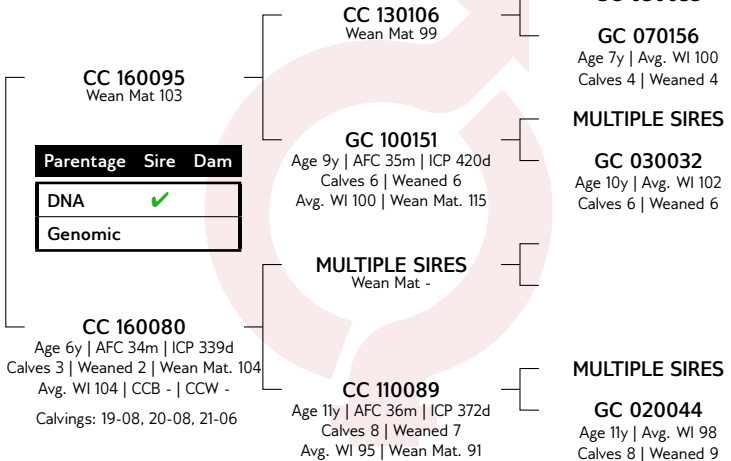 CC 130106
Wean Mat 99
GC 070156
Age 7y | Avg. WI 100
Calves 4 | Weaned 4
CC 160095
Wean Mat 103
MULTIPLE SIRES
GC 100151
Age 9y | AFC 35m | ICP 420d
Calves 6 | Weaned 6
Avg. WI 100 | Wean Mat. 115
GC 030032
Age 10y | Avg. WI 102
Calves 6 | Weaned 6
Parentage Sire Dam
DNA ✔
Genomic
MULTIPLE SIRES
Wean Mat -
CC 160080
Age 6y | AFC 34m | ICP 339d
Calves 3 | Weaned 2 | Wean Mat. 104
Avg. WI 104 | CCB - | CCW -
Calvings: 19-08, 20-08, 21-06
MULTIPLE SIRES
CC 110089
Age 11y | AFC 36m | ICP 372d
Calves 8 | Weaned 7
Avg. WI 95 | Wean Mat. 91
GC 020044
Age 11y | Avg. WI 98
Calves 8 | Weaned 9